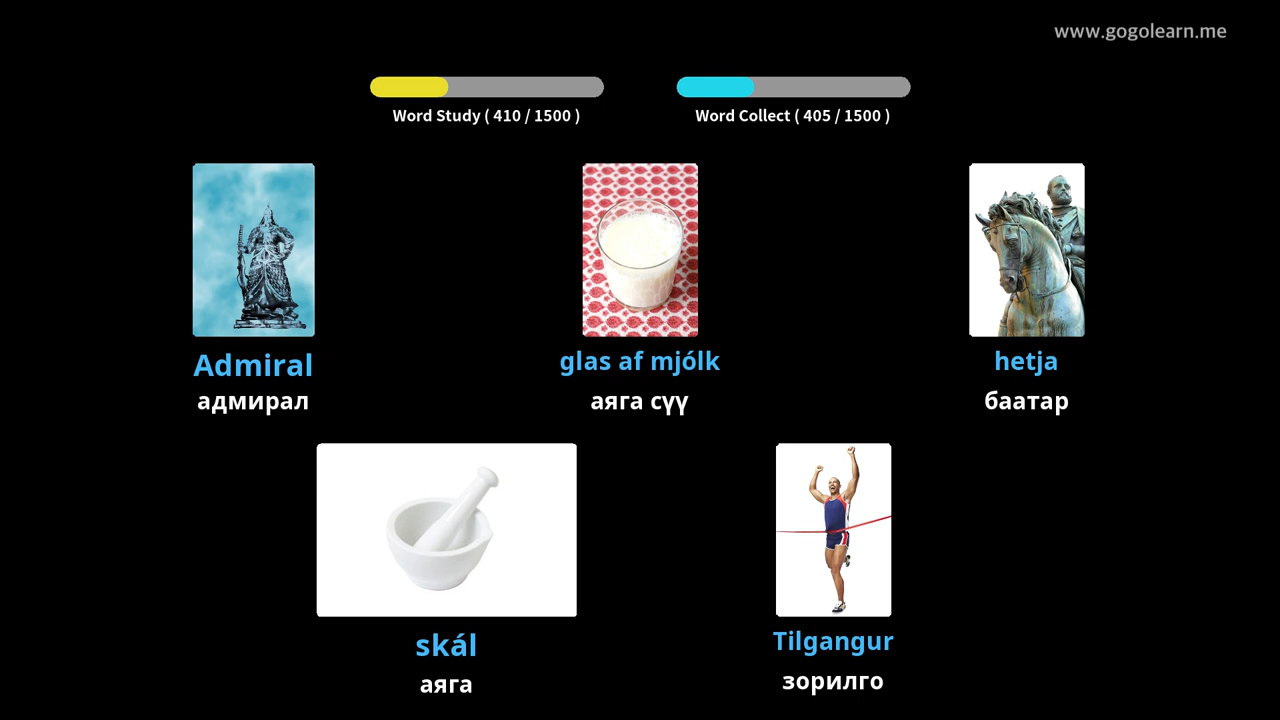 www.gogolearn.me
Word Study ( 410 / 1500 )
Word Collect ( 405 / 1500 )
Admiral
адмирал
glas af mjólk
аяга сүү
hetja
баатар
skál
аяга
Tilgangur
зорилго